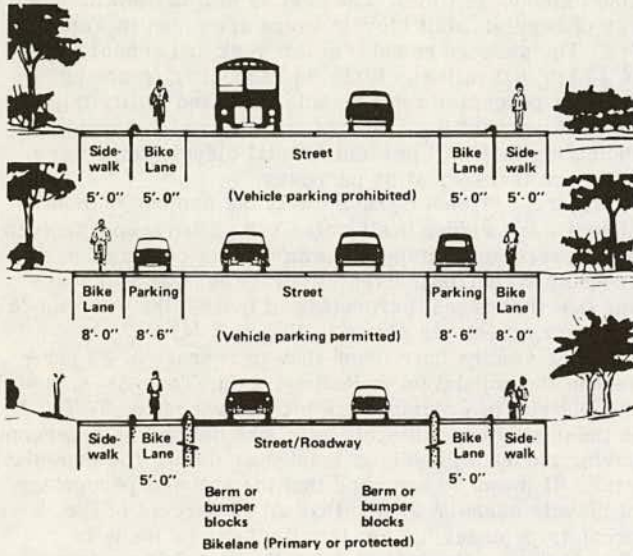 Side- Bike Street Bike Side-
walk Lane Lane walk
5'-0" 5'-0" (Vehicle parking prohibited) 5'-0" 5'-0"
Bike Parking Street Parking Bike
Lane Lane
8'-0" 8'-6" (Vehicle parking permitted) 8'-6" 8'-0"
Side- Bike Street/Roadway Bike Side-
walk Lane Lane walk
5'-0" 5'-0"
Berm or Berm or
bumper bumper
blocks blocks
Bikelane (Primary or protected)